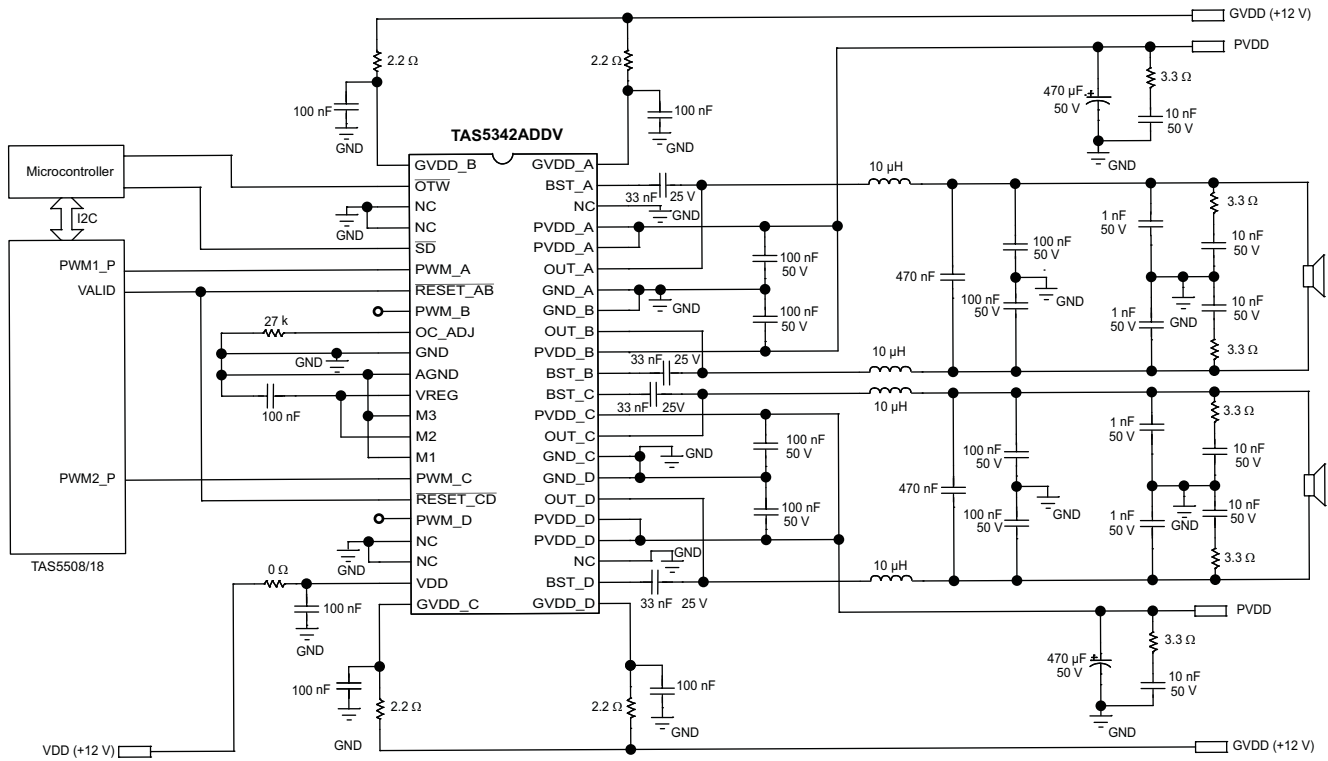 GVDD (+12 V)
PVDD
2.2 Ω
2.2 Ω
3.3 Ω
470 µF
50 V
+
10 nF
50 V
100 nF
GND
100 nF
GND
GND
TAS5342ADDV
Microcontroller
I2C
PWM1_P
VALID
PWM2_P
TAS5508/18
GVDD_B
OTW
NC
NC
SD
PWM_A
RESET_AB
PWM_B
OC_ADJ
GND
AGND
VREG
M3
M2
M1
PWM_C
RESET_CD
PWM_D
NC
NC
VDD
GVDD_C
GVDD_A
BST_A
NC
PVDD_A
PVDD_A
OUT_A
GND_A
GND_B
OUT_B
PVDD_B
BST_B
BST_C
PVDD_C
OUT_C
GND_C
GND_D
OUT_D
PVDD_D
PVDD_D
NC
BST_D
GVDD_D
GND
27 k
GND
100 nF
GND
0 Ω
100 nF
GND
33 nF 25 V
GND
100 nF
50 V
GND
100 nF
50 V
33 nF 25 V
33 nF 25V
100 nF
50 V
GND
100 nF
50 V
GND
33 nF 25 V
10 µH
470 nF
100 nF
50 V
GND
100 nF
50 V
1 nF
50 V
3.3 Ω
10 nF
50 V
GND
1 nF
50 V
10 nF
50 V
3.3 Ω
10 µH
10 µH
470 nF
100 nF
50 V
GND
100 nF
50 V
1 nF
50 V
3.3 Ω
10 nF
50 V
GND
1 nF
50 V
10 nF
50 V
3.3 Ω
10 µH
PVDD
3.3 Ω
470 µF
50 V
+
10 nF
50 V
GND
100 nF
2.2 Ω
GND
100 nF
2.2 Ω
GND
VDD (+12 V)
GVDD (+12 V)